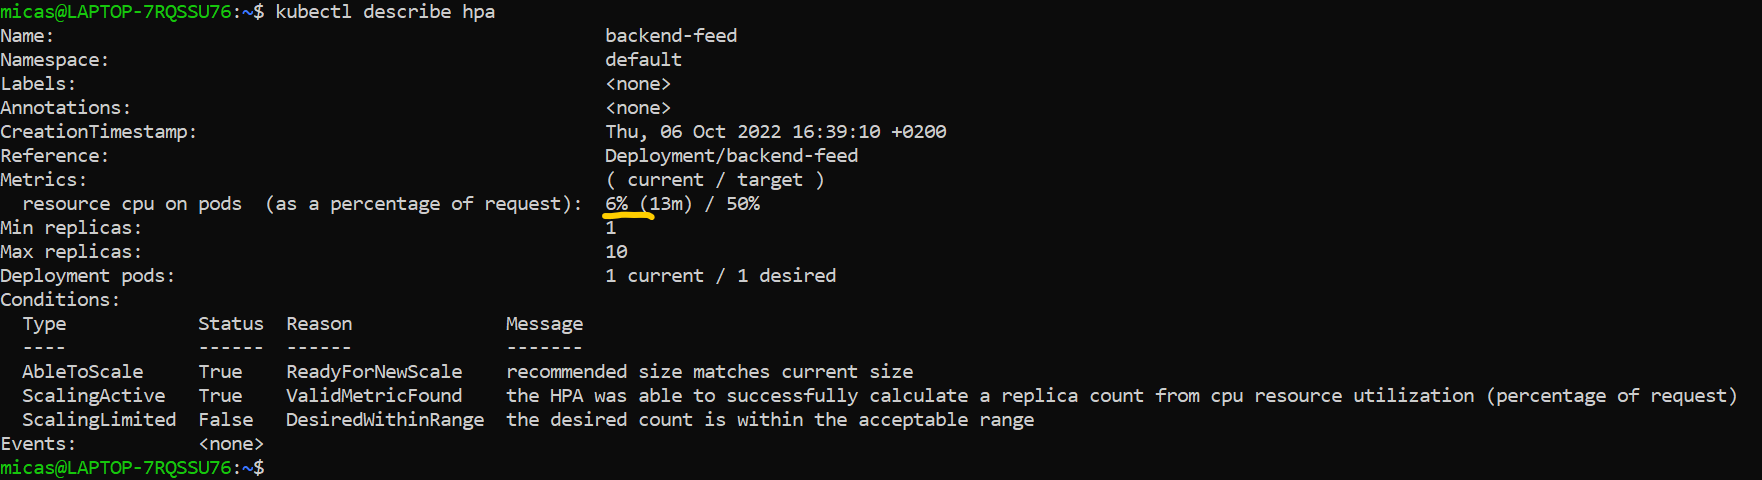 micas@LAPTOP-7RQSSU76:~$ kubectl describe hpa
Name: backend-feed
Namespace: default
Labels: <none>
Annotations: <none>
CreationTimestamp: Thu, 06 Oct 2022 16:39:10 +0200
Reference: Deployment/backend-feed
Metrics: ( current / target )
  resource cpu on pods  (as a percentage of request): 6% (13m) / 50%
Min replicas: 1
Max replicas: 10
Deployment pods: 1 current / 1 desired
Conditions:
  Type            Status  Reason              Message
  ----            ------  ------              -------
  AbleToScale     True    ReadyForNewScale    recommended size matches current size
  ScalingActive   True    ValidMetricFound    the HPA was able to successfully calculate a replica count from cpu resource utilization (percentage of request)
  ScalingLimited  False   DesiredWithinRange  the desired count is within the acceptable range
Events:           <none>
micas@LAPTOP-7RQSSU76:~$